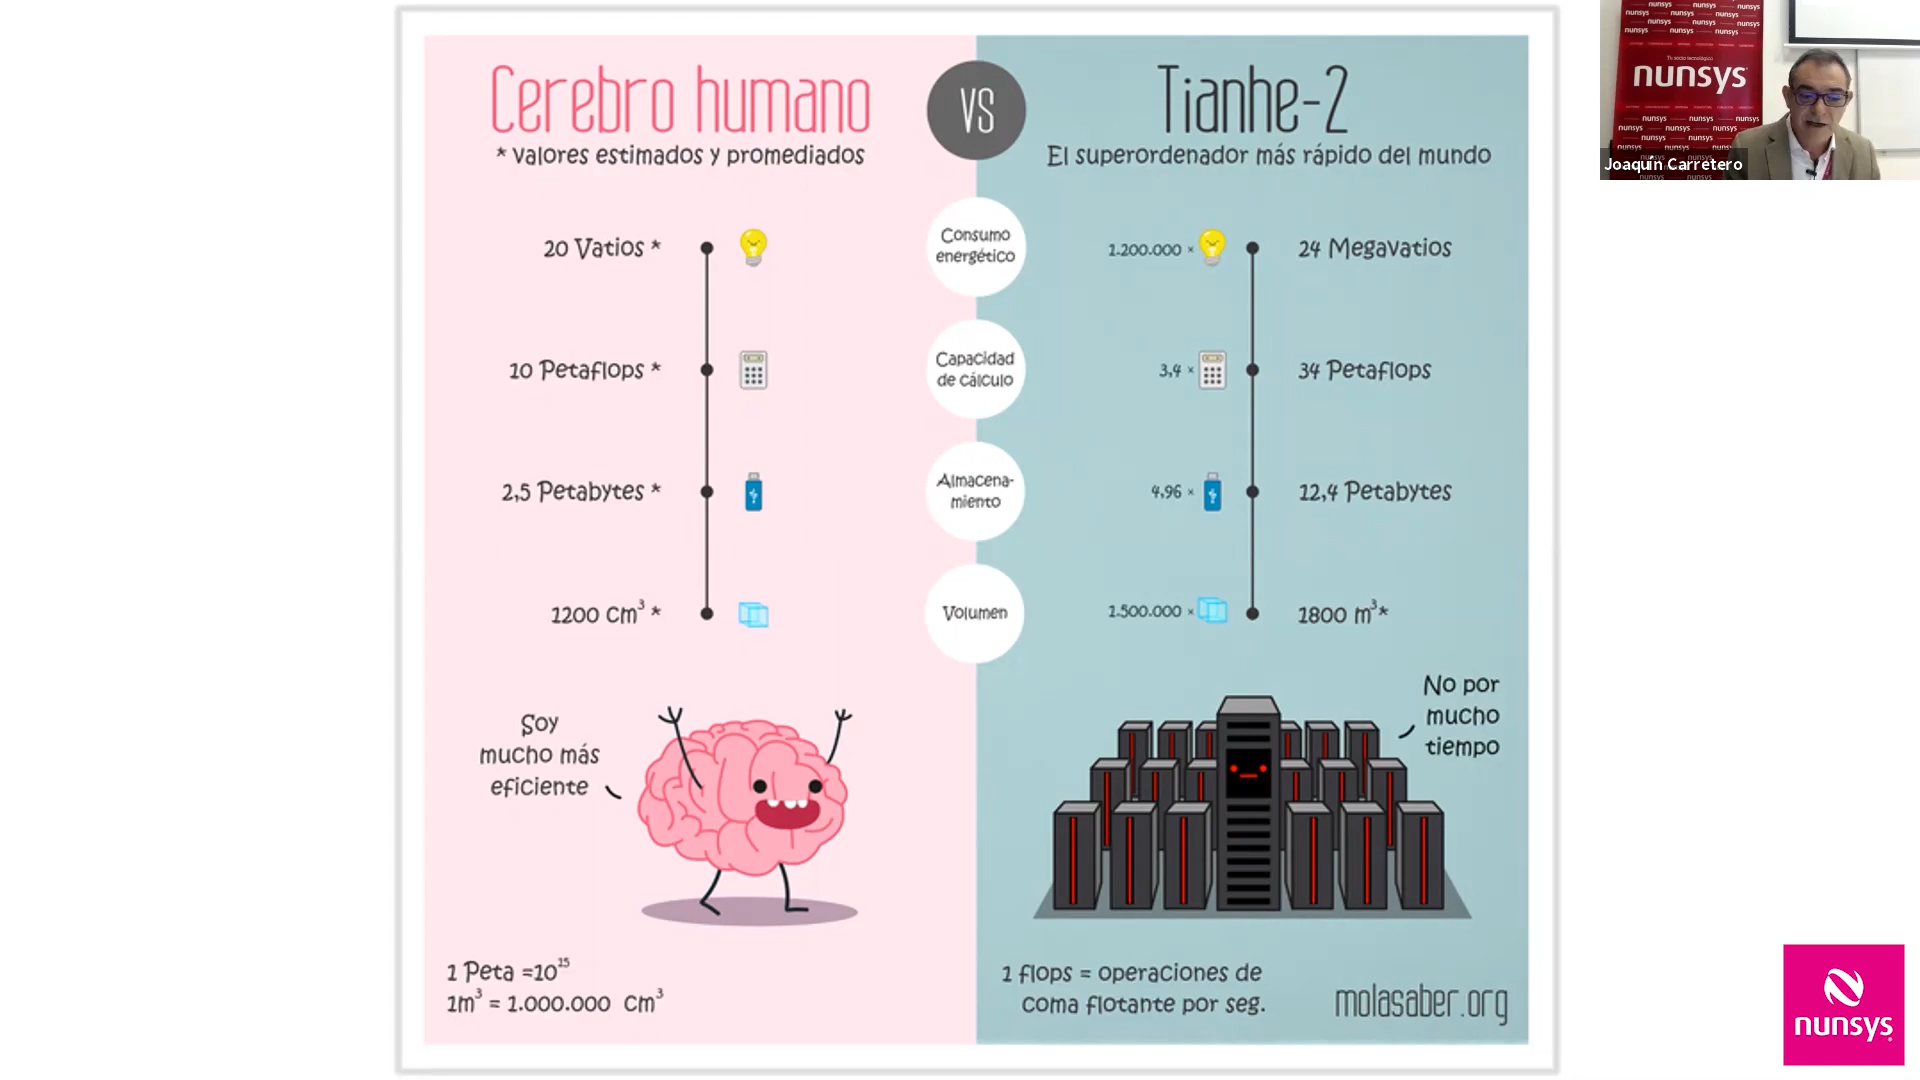 Cerebro humano
* valores estimados y promediados
VS
Tianhe-2
El superordenador más rápido del mundo
20 Vatios *
Consumo
energético
1.200.000 ×
24 Megavatios
10 Petaflops *
Capacidad
de cálculo
3,4 ×
34 Petaflops
2,5 Petabytes *
Almacena-
miento
4,96 ×
12,4 Petabytes
1200 cm³ *
Volumen
1.500.000 ×
1800 m³*
Soy
mucho más
eficiente
No por
mucho
tiempo
1 Peta =10¹⁵
1m³ = 1.000.000 cm³
1 flops = operaciones de
coma flotante por seg.
molasaber.org
nunsys
Joaquín Carretero
nunsys